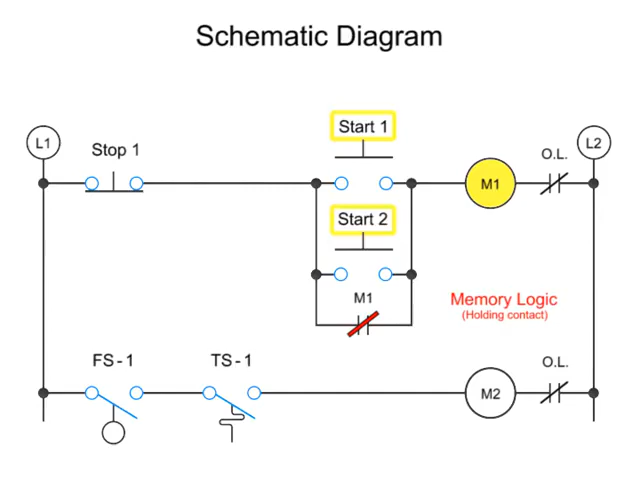 Schematic Diagram
L1
Stop 1
Start 1
M1
O.L.
L2
Start 2
M1
Memory Logic
(Holding contact)
FS-1
TS-1
M2
O.L.